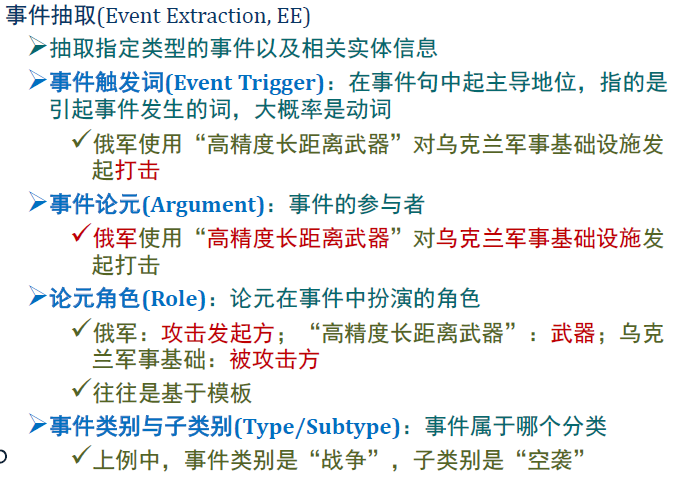 事件抽取(Event Extraction, EE)
抽取指定类型的事件以及相关实体信息
事件触发词(Event Trigger)：在事件句中起主导地位，指的是
引起事件发生的词，大概率是动词
俄军使用“高精度长距离武器”对乌克兰军事基础设施发
起打击
事件论元(Argument)：事件的参与者
俄军使用“高精度长距离武器”对乌克兰军事基础设施发
起打击
论元角色(Role)：论元在事件中扮演的角色
俄军：攻击发起方；“高精度长距离武器”：武器；乌克
兰军事基础：被攻击方
往往是基于模板
事件类别与子类别(Type/Subtype)：事件属于哪个分类
上例中，事件类别是“战争”，子类别是“空袭”